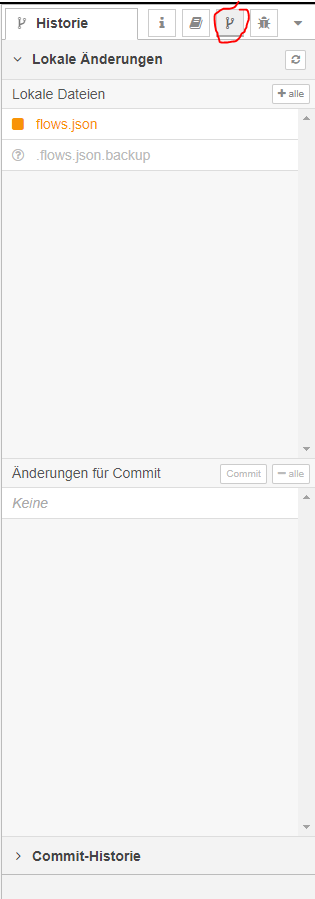 Historie
Lokale Änderungen
Lokale Dateien
+ alle
flows.json
.flows.json.backup
Änderungen für Commit
Commit
− alle
Keine
Commit-Historie